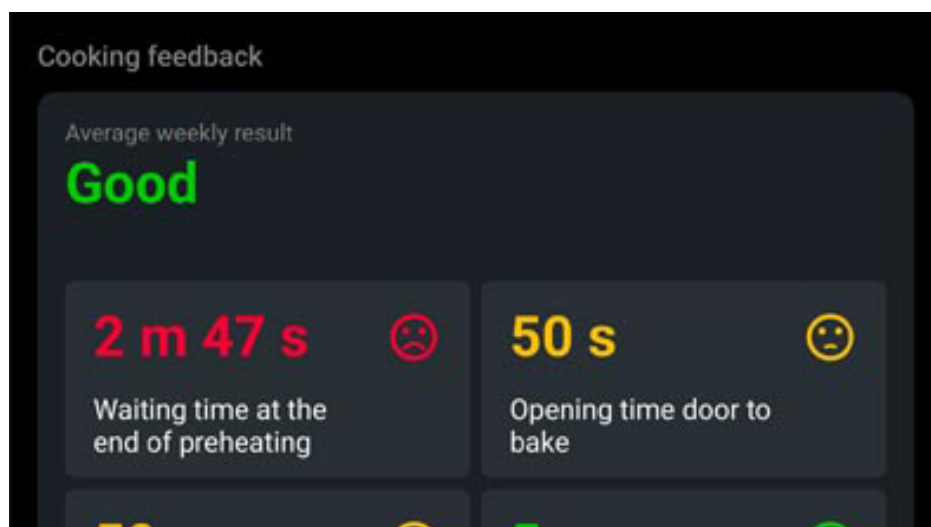 Cooking feedback
Average weekly result
Good
2 m 47 s
50 s
Waiting time at the
end of preheating
Opening time door to
bake